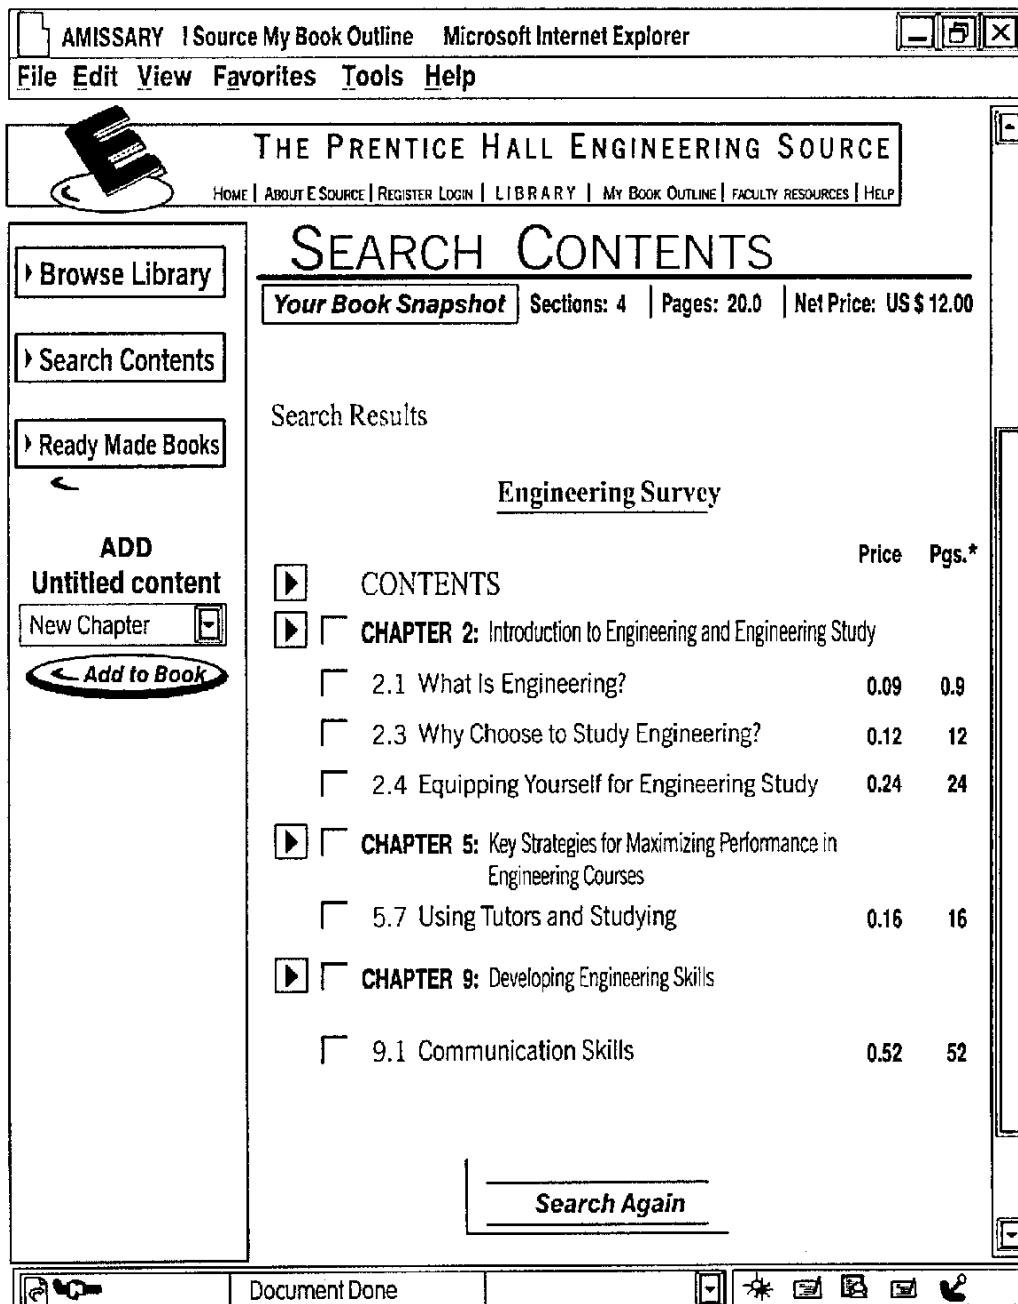 AMISSARY I Source My Book Outline Microsoft Internet Explorer
File Edit View Favorites Tools Help
THE PRENTICE HALL ENGINEERING SOURCE
HOME | ABOUT E SOURCE | REGISTER LOGIN | LIBRARY | MY BOOK OUTLINE | FACULTY RESOURCES | HELP
SEARCH CONTENTS
Your Book Snapshot Sections: 4 | Pages: 20.0 | Net Price: US $ 12.00
Browse Library
Search Contents
Ready Made Books
ADD
Untitled content
New Chapter
Add to Book
Search Results
Engineering Survey
Price Pgs.*
CONTENTS
CHAPTER 2: Introduction to Engineering and Engineering Study
2.1 What Is Engineering? 0.09 0.9
2.3 Why Choose to Study Engineering? 0.12 12
2.4 Equipping Yourself for Engineering Study 0.24 24
CHAPTER 5: Key Strategies for Maximizing Performance in
Engineering Courses
5.7 Using Tutors and Studying 0.16 16
CHAPTER 9: Developing Engineering Skills
9.1 Communication Skills 0.52 52
Search Again
Document Done